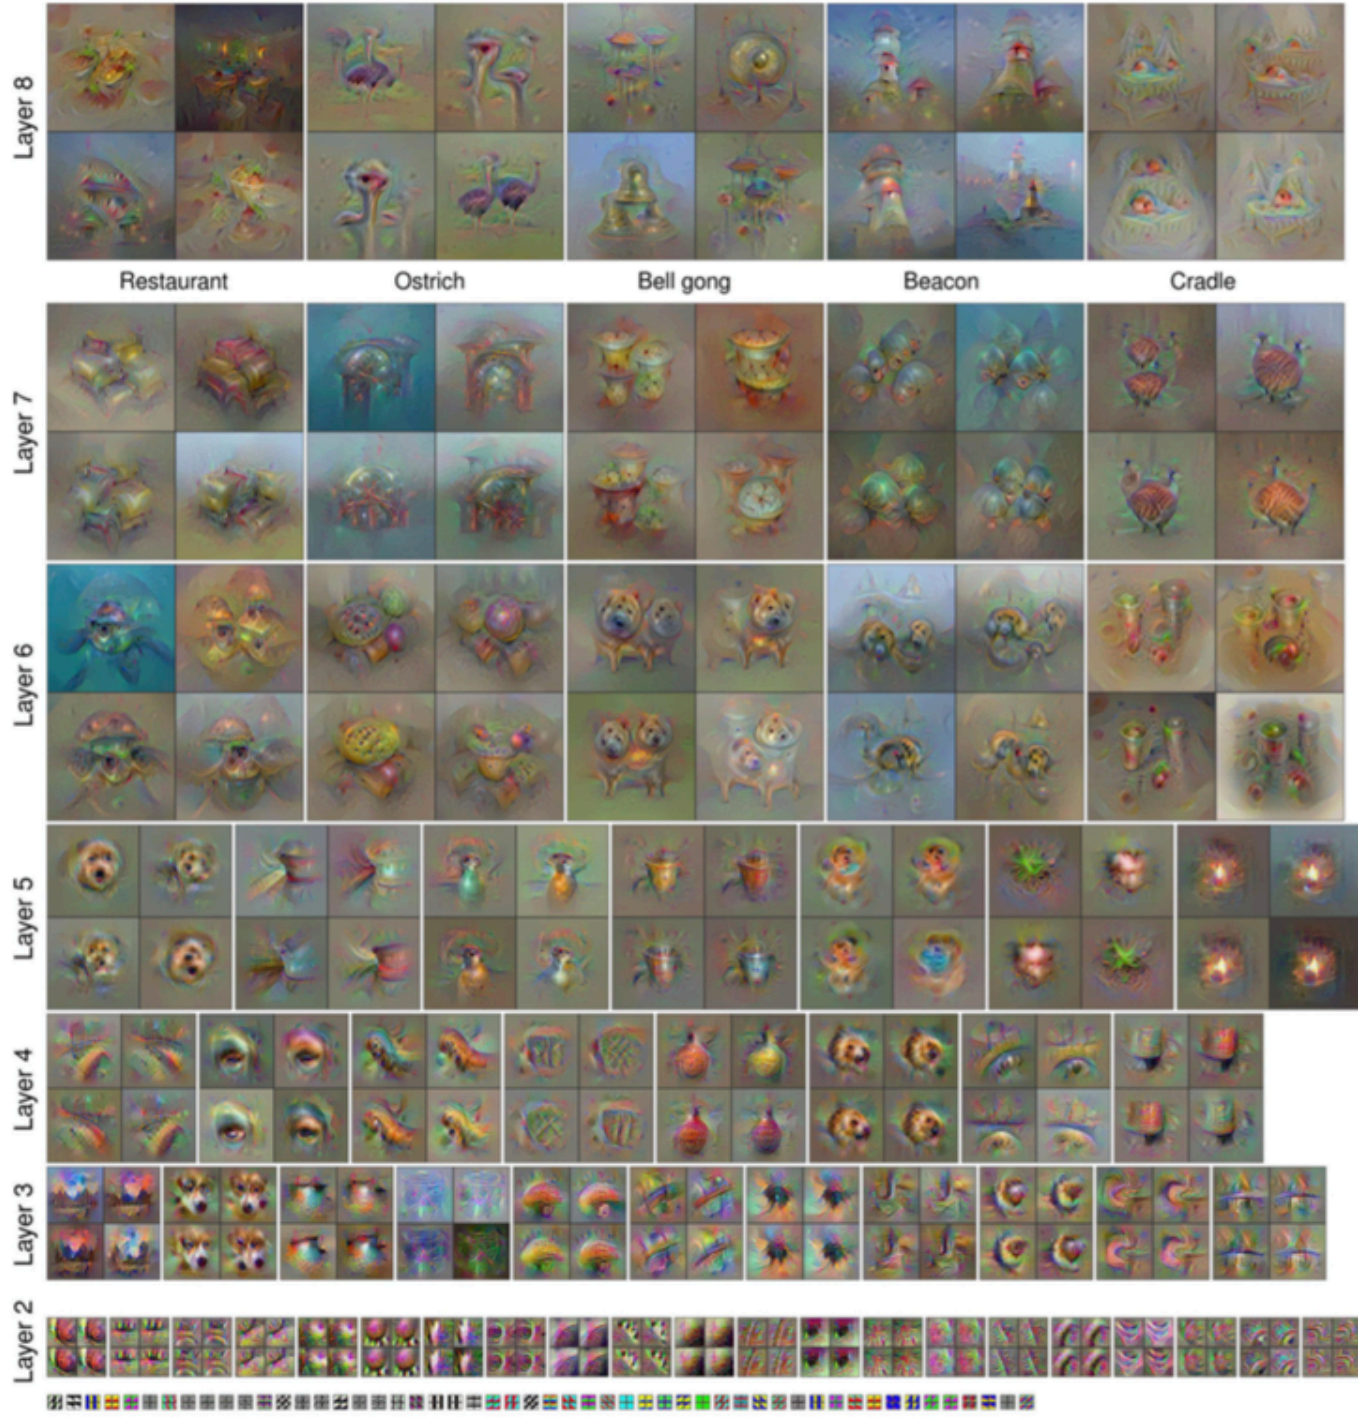 Layer 8
Restaurant
Ostrich
Bell gong
Beacon
Cradle
Layer 7
Layer 6
Layer 5
Layer 4
Layer 3
Layer 2